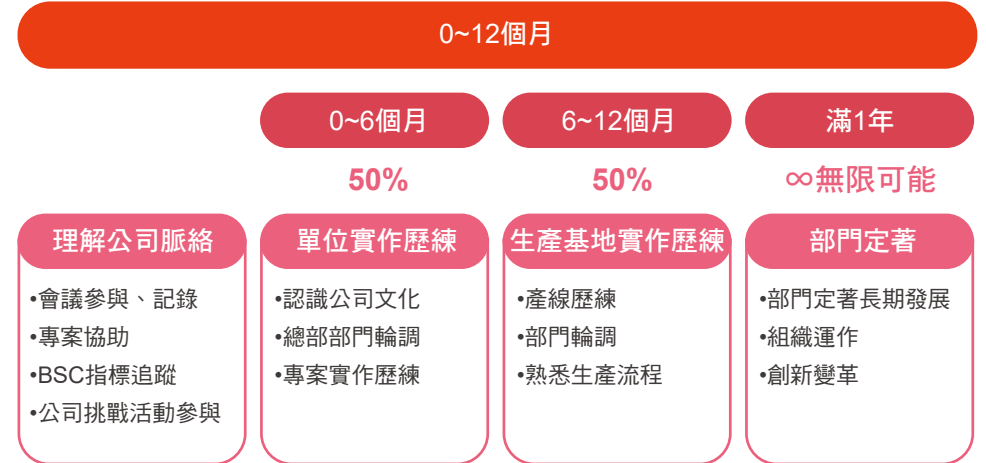 0~12個月
0~6個月
6~12個月
滿1年
50%
50%
∞無限可能
理解公司脈絡
•會議參與、記錄
•專案協助
•BSC指標追蹤
•公司挑戰活動參與
單位實作歷練
•認識公司文化
•總部部門輪調
•專案實作歷練
生產基地實作歷練
•產線歷練
•部門輪調
•熟悉生產流程
部門定著
•部門定著長期發展
•組織運作
•創新變革